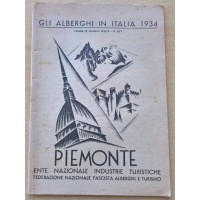 GLI ALBERGHI IN ITALIA 1934
PIEMONTE
ENTE NAZIONALE INDUSTRIE TURISTICHE
FEDERAZIONE NAZIONALE FASCISTA ALBERGHI E TURISMO